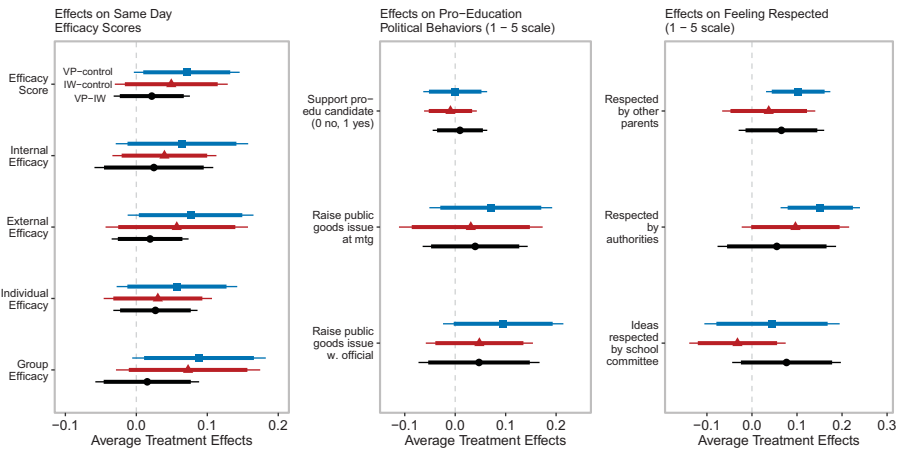 Effects on Same Day
Efficacy Scores
VP−control
IW−control
VP−IW
Efficacy
Score
Internal
Efficacy
External
Efficacy
Individual
Efficacy
Group
Efficacy
−0.1
0.0
0.1
0.2
Average Treatment Effects
Effects on Pro−Education
Political Behaviors (1 − 5 scale)
Support pro−
edu candidate
(0 no, 1 yes)
Raise public
goods issue
at mtg
Raise public
goods issue
w. official
−0.1
0.0
0.1
0.2
Average Treatment Effects
Effects on Feeling Respected
(1 − 5 scale)
Respected
by other
parents
Respected
by
authorities
Ideas
respected
by school
committee
−0.1
0.0
0.1
0.2
0.3
Average Treatment Effects